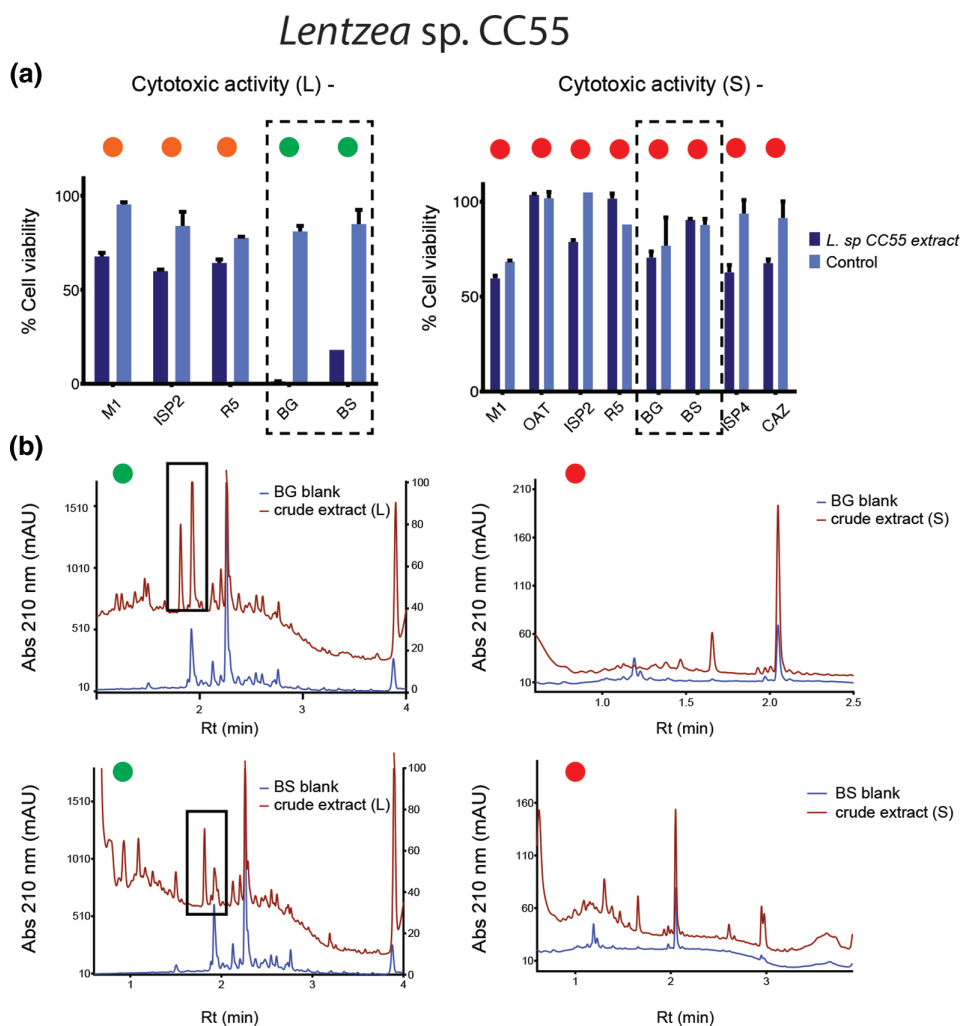 Lentzea sp. CC55
(a)
Cytotoxic activity (L) -
Cytotoxic activity (S) -
% Cell viability
100
50
0
M1
ISP2
R5
BG
BS
% Cell viability
100
50
0
M1
OAT
ISP2
R5
BG
BS
ISP4
CAZ
L. sp CC55 extract
Control
(b)
Abs 210 nm (mAU)
1510
1010
510
10
BG blank
crude extract (L)
100
80
60
40
20
0
2
3
4
Rt (min)
Abs 210 nm (mAU)
210
160
110
60
10
BG blank
crude extract (S)
1.0
1.5
2.0
2.5
Rt (min)
Abs 210 nm (mAU)
1510
1010
510
10
BS blank
crude extract (L)
100
80
60
40
20
0
1
2
3
4
Rt (min)
Abs 210 nm (mAU)
160
110
60
10
BS blank
crude extract (S)
1
2
3
Rt (min)